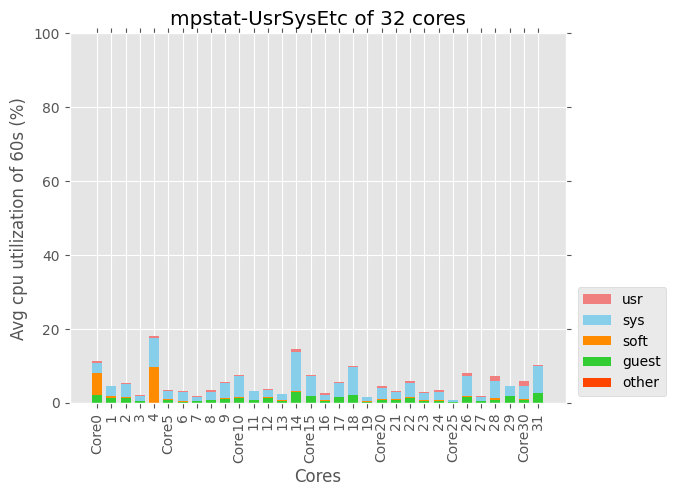 mpstat-UsrSysEtc of 32 cores
Avg cpu utilization of 60s (%)
100
80
60
40
20
0
Core0
1
2
3
4
Core5
6
7
8
9
Core10
11
12
13
14
Core15
16
17
18
19
Core20
21
22
23
24
Core25
26
27
28
29
Core30
31
Cores
usr
sys
soft
guest
other